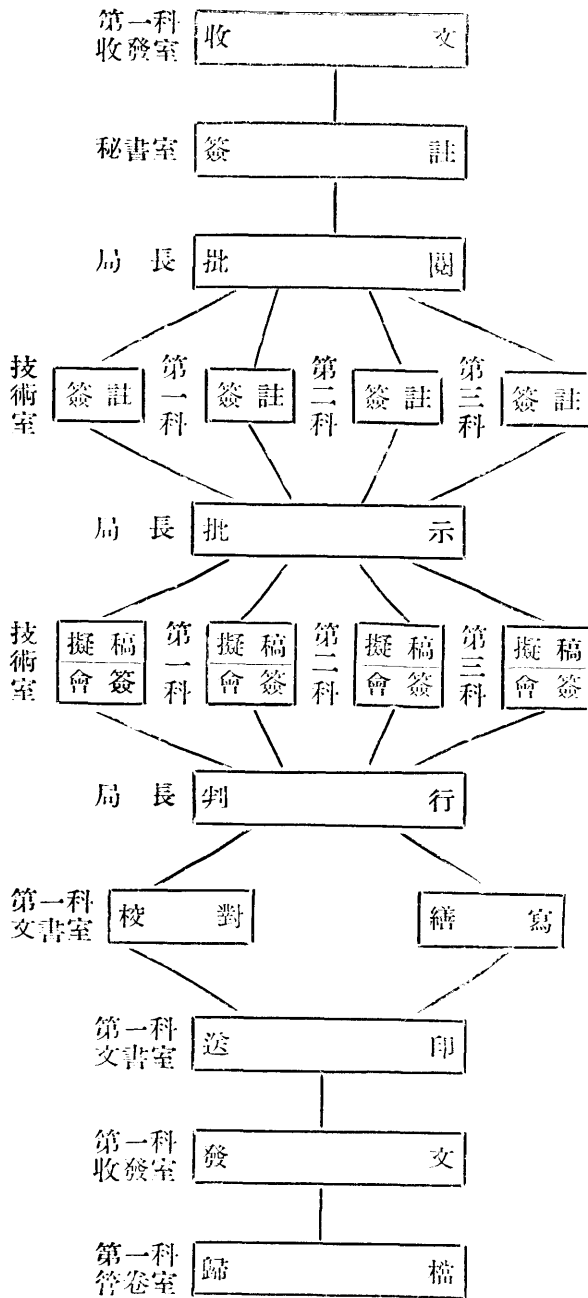 第一科
收發室 收 文
秘書室 簽 註
局長 批 閱
技術室 簽註 第一科 簽註 第二科 簽註 第三科 簽註
局長 批 示
技術室 擬稿 第一科 擬稿 第二科 擬稿 第三科 擬稿
會簽 會簽 會簽 會簽
局長 判 行
第一科
文書室 校 對 繕 寫
第一科
文書室 送 印
第一科
收發室 發 文
第一科
管卷室 歸 檔